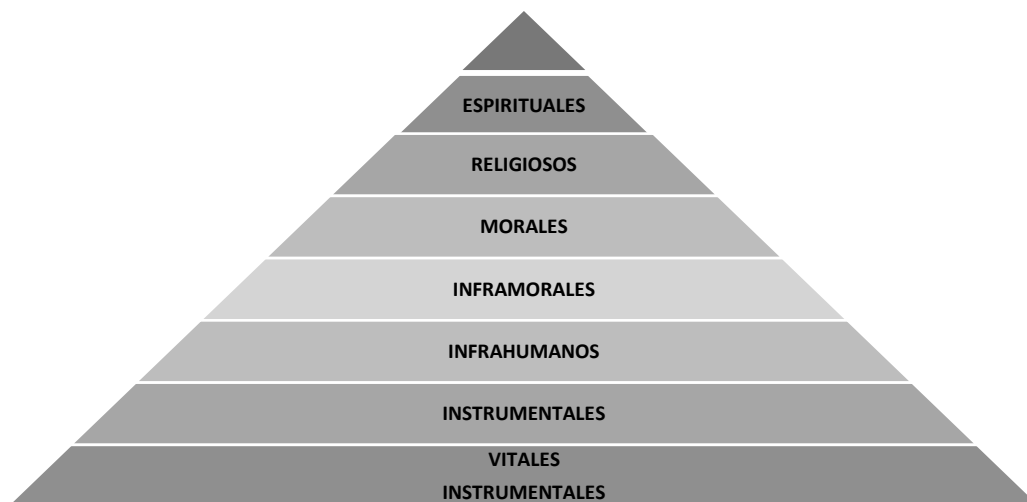 ESPIRITUALES
RELIGIOSOS
MORALES
INFRAMORALES
INFRAHUMANOS
INSTRUMENTALES
VITALES
INSTRUMENTALES